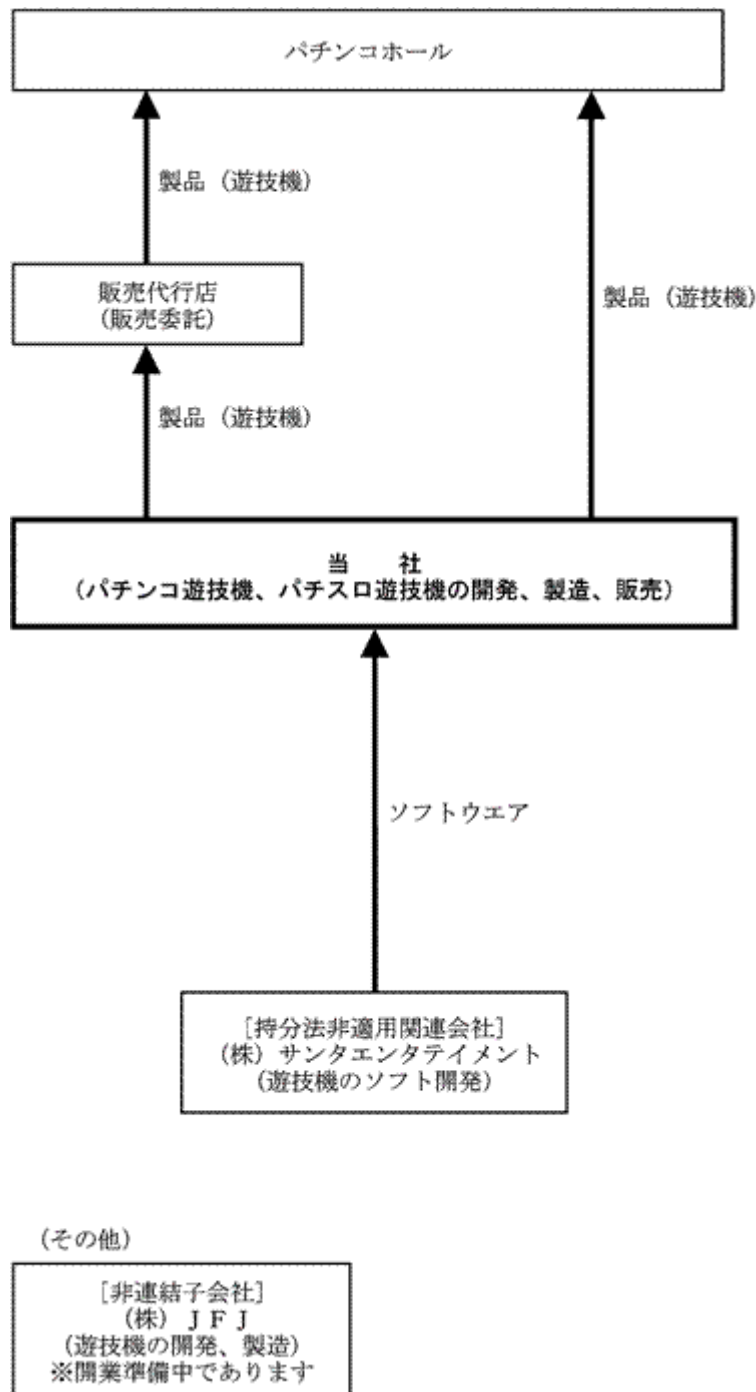 パチンコホール
製品（遊技機）
販売代行店
（販売委託）
製品（遊技機）
製品（遊技機）
当　　社
（パチンコ遊技機、パチスロ遊技機の開発、製造、販売）
ソフトウエア
［持分法非適用関連会社］
（株）サンタエンタテイメント
（遊技機のソフト開発）
（その他）
［非連結子会社］
（株）ＪＦＪ
（遊技機の開発、製造）
※開業準備中であります